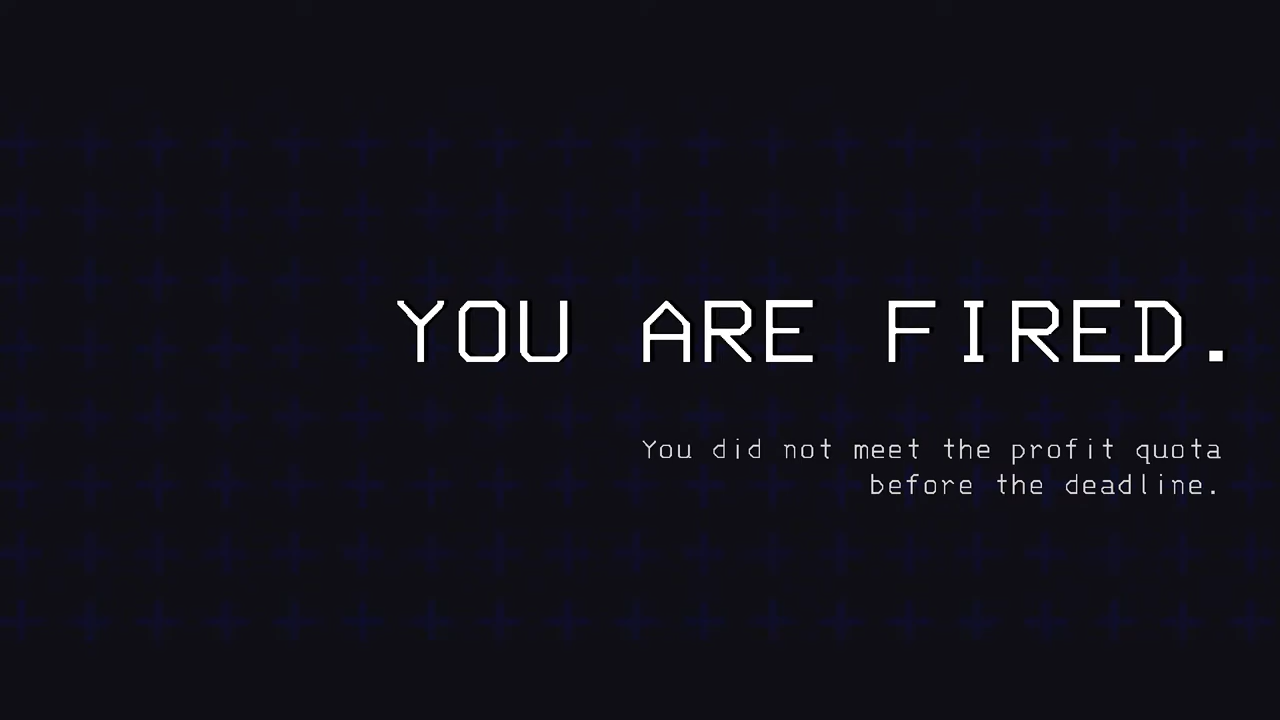 YOU ARE FIRED.
You did not meet the profit quota
before the deadline.